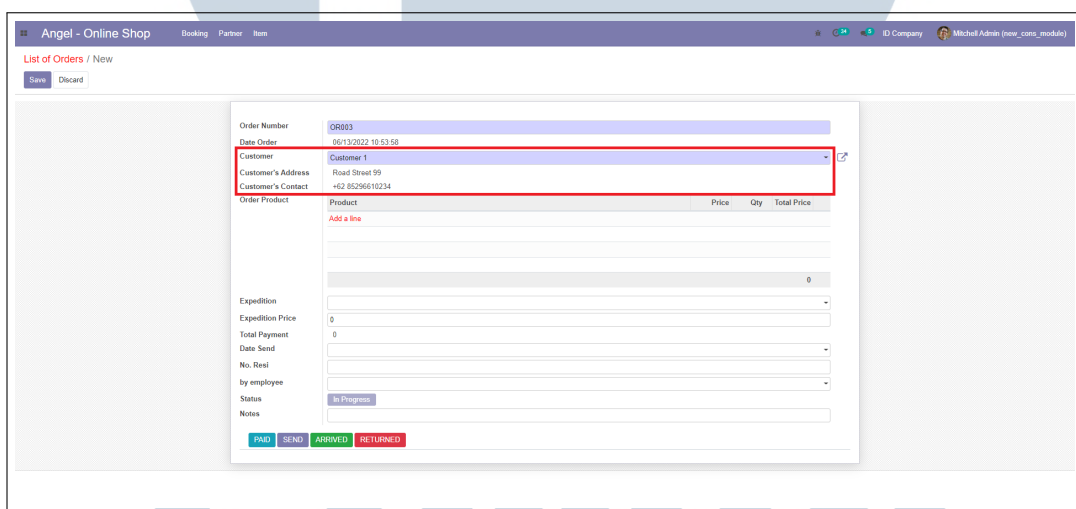 Angel - Online Shop Booking Partner Item 24 5 ID Company Mitchell Admin (new_cons_module)
List of Orders / New
Save Discard
Order Number OR003
Date Order 06/13/2022 10:53:58
Customer Customer 1
Customer's Address Road Street 99
Customer's Contact +62 85296610234
Order Product Product Price Qty Total Price
Add a line
0
Expedition
Expedition Price 0
Total Payment 0
Date Send
No. Resi
by employee
Status In Progress
Notes
PAID SEND ARRIVED RETURNED